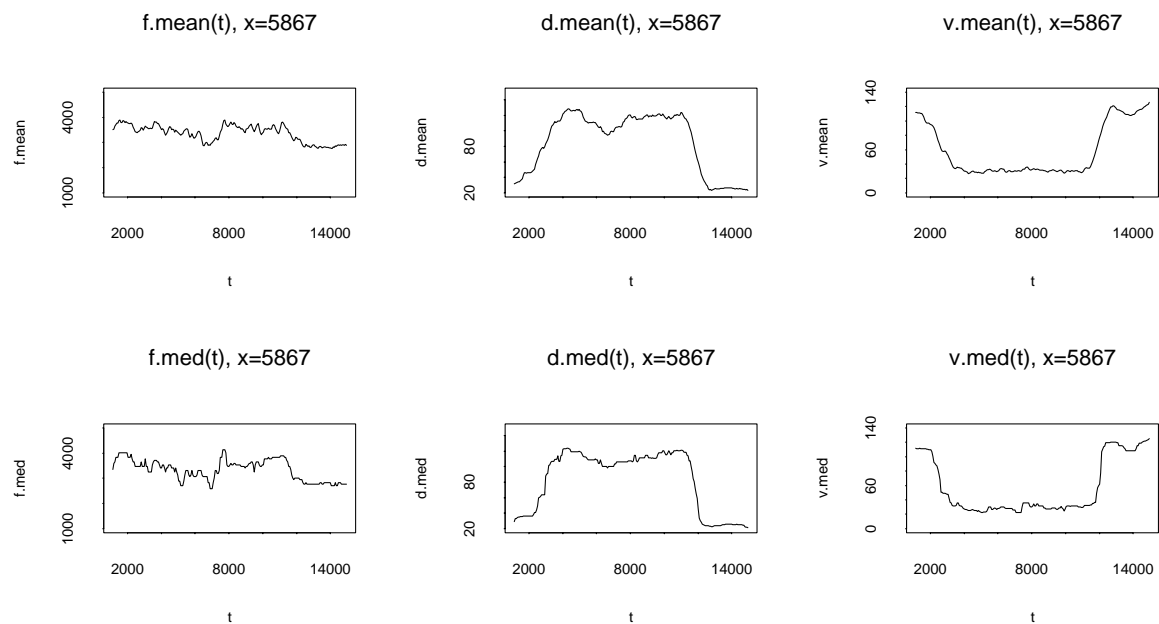 f.mean(t), x=5867
f.mean
1000
4000
2000
8000
14000
t
d.mean(t), x=5867
d.mean
20
80
2000
8000
14000
t
v.mean(t), x=5867
v.mean
0
60
140
2000
8000
14000
t
f.med(t), x=5867
f.med
1000
4000
2000
8000
14000
t
d.med(t), x=5867
d.med
20
80
2000
8000
14000
t
v.med(t), x=5867
v.med
0
60
140
2000
8000
14000
t